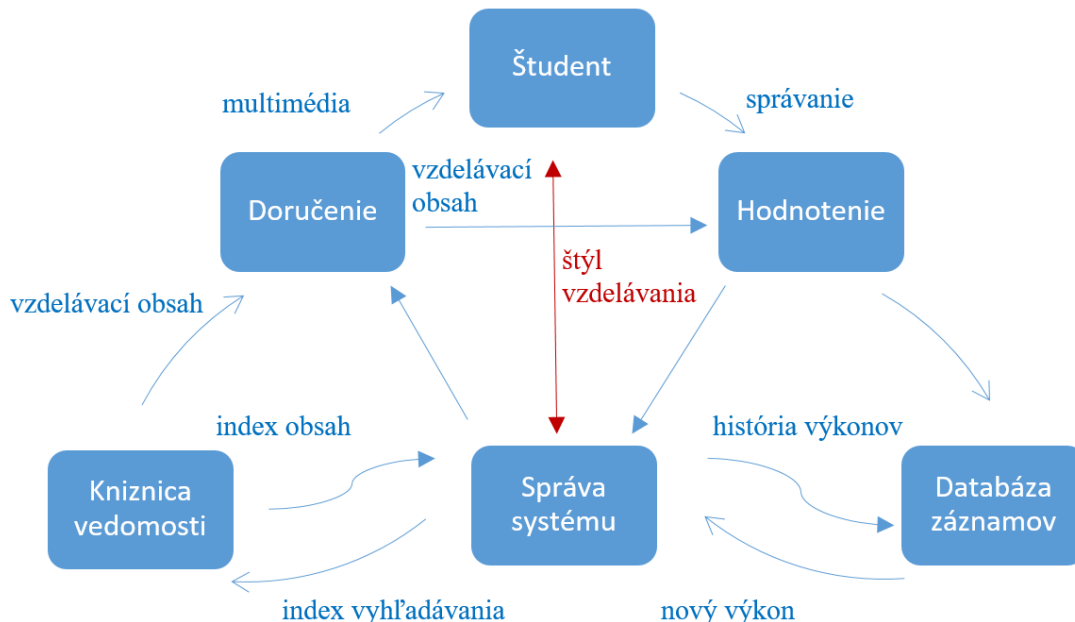 Študent
multimédia
správanie
Doručenie
vzdelávací
obsah
Hodnotenie
štýl
vzdelávania
vzdelávací obsah
index obsah
história výkonov
Kniznica
vedomosti
Správa
systému
Databáza
záznamov
index vyhľadávania
nový výkon